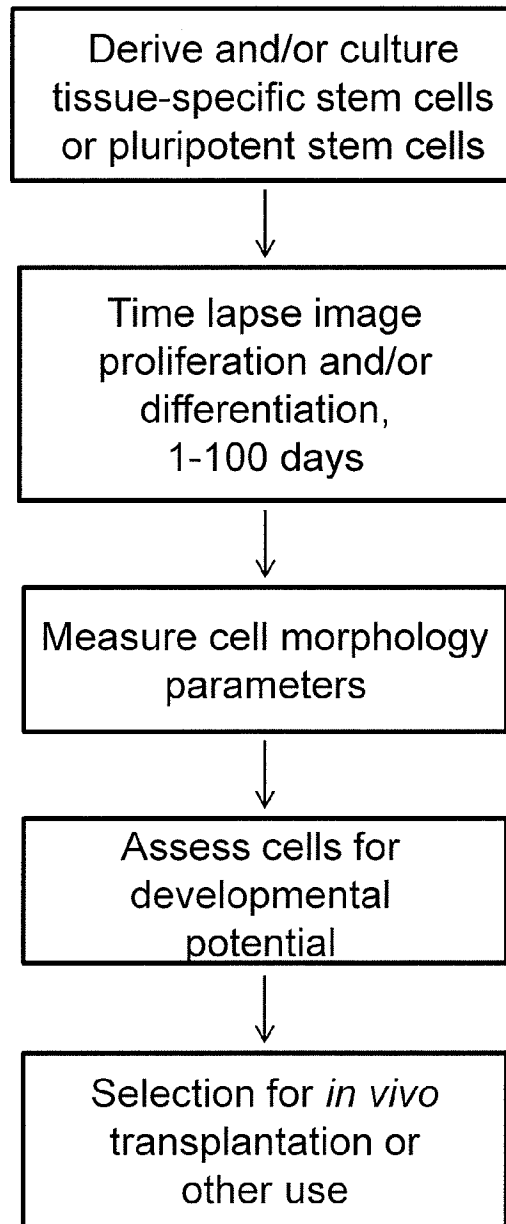 Derive and/or culture
tissue-specific stem cells
or pluripotent stem cells
Time lapse image
proliferation and/or
differentiation,
1-100 days
Measure cell morphology
parameters
Assess cells for
developmental
potential
Selection for in vivo
transplantation or
other use